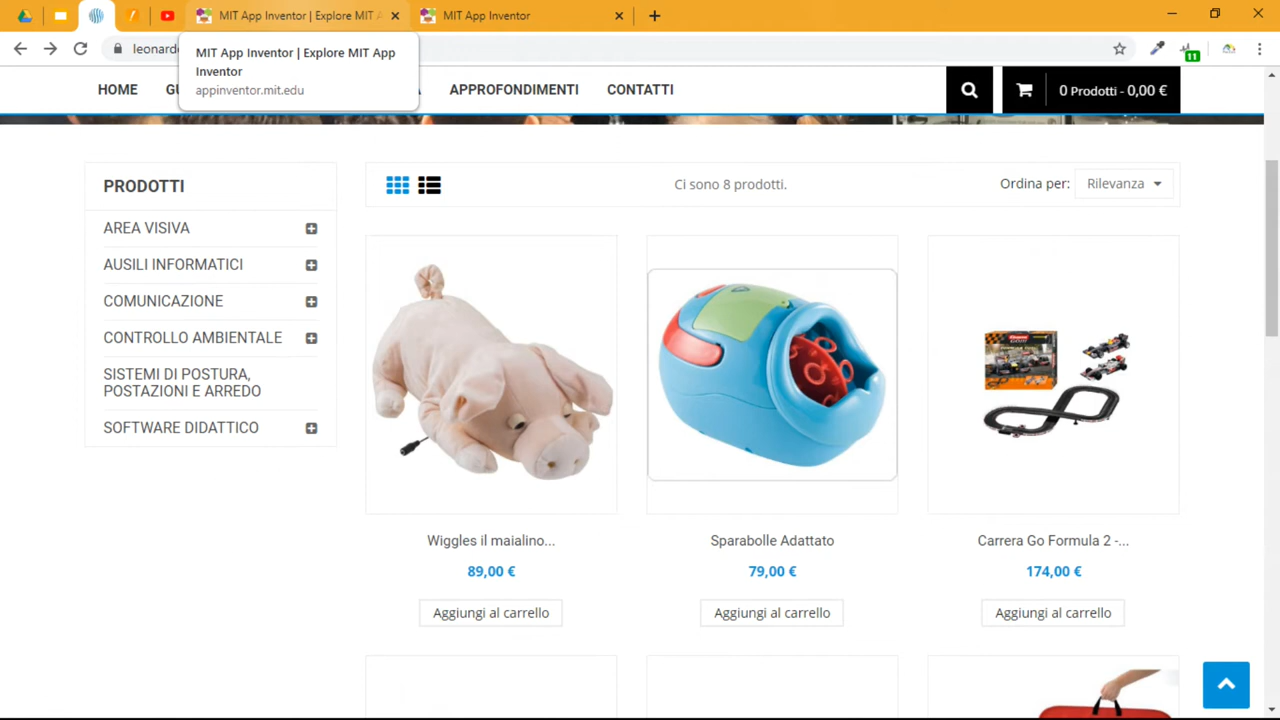 MIT App Inventor | Explore MIT A
MIT App Inventor
leonard
11
MIT App Inventor | Explore MIT App
Inventor
appinventor.mit.edu
HOME
APPROFONDIMENTI
CONTATTI
0 Prodotti - 0,00 €
PRODOTTI
AREA VISIVA
AUSILI INFORMATICI
COMUNICAZIONE
CONTROLLO AMBIENTALE
SISTEMI DI POSTURA,
POSTAZIONI E ARREDO
SOFTWARE DIDATTICO
Ci sono 8 prodotti.
Ordina per: Rilevanza
Wiggles il maialino...
89,00 €
Aggiungi al carrello
Sparabolle Adattato
79,00 €
Aggiungi al carrello
Carrera Go Formula 2 -...
174,00 €
Aggiungi al carrello